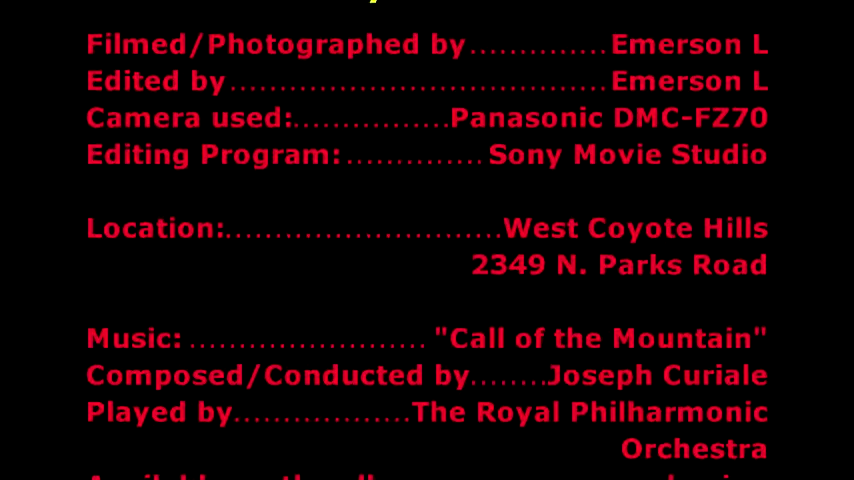 Filmed/Photographed by..............Emerson L
Edited by......................................Emerson L
Camera used:................Panasonic DMC-FZ70
Editing Program:..............Sony Movie Studio
Location:............................West Coyote Hills
2349 N. Parks Road
Music: ........................ "Call of the Mountain"
Composed/Conducted by........Joseph Curiale
Played by..................The Royal Philharmonic
Orchestra